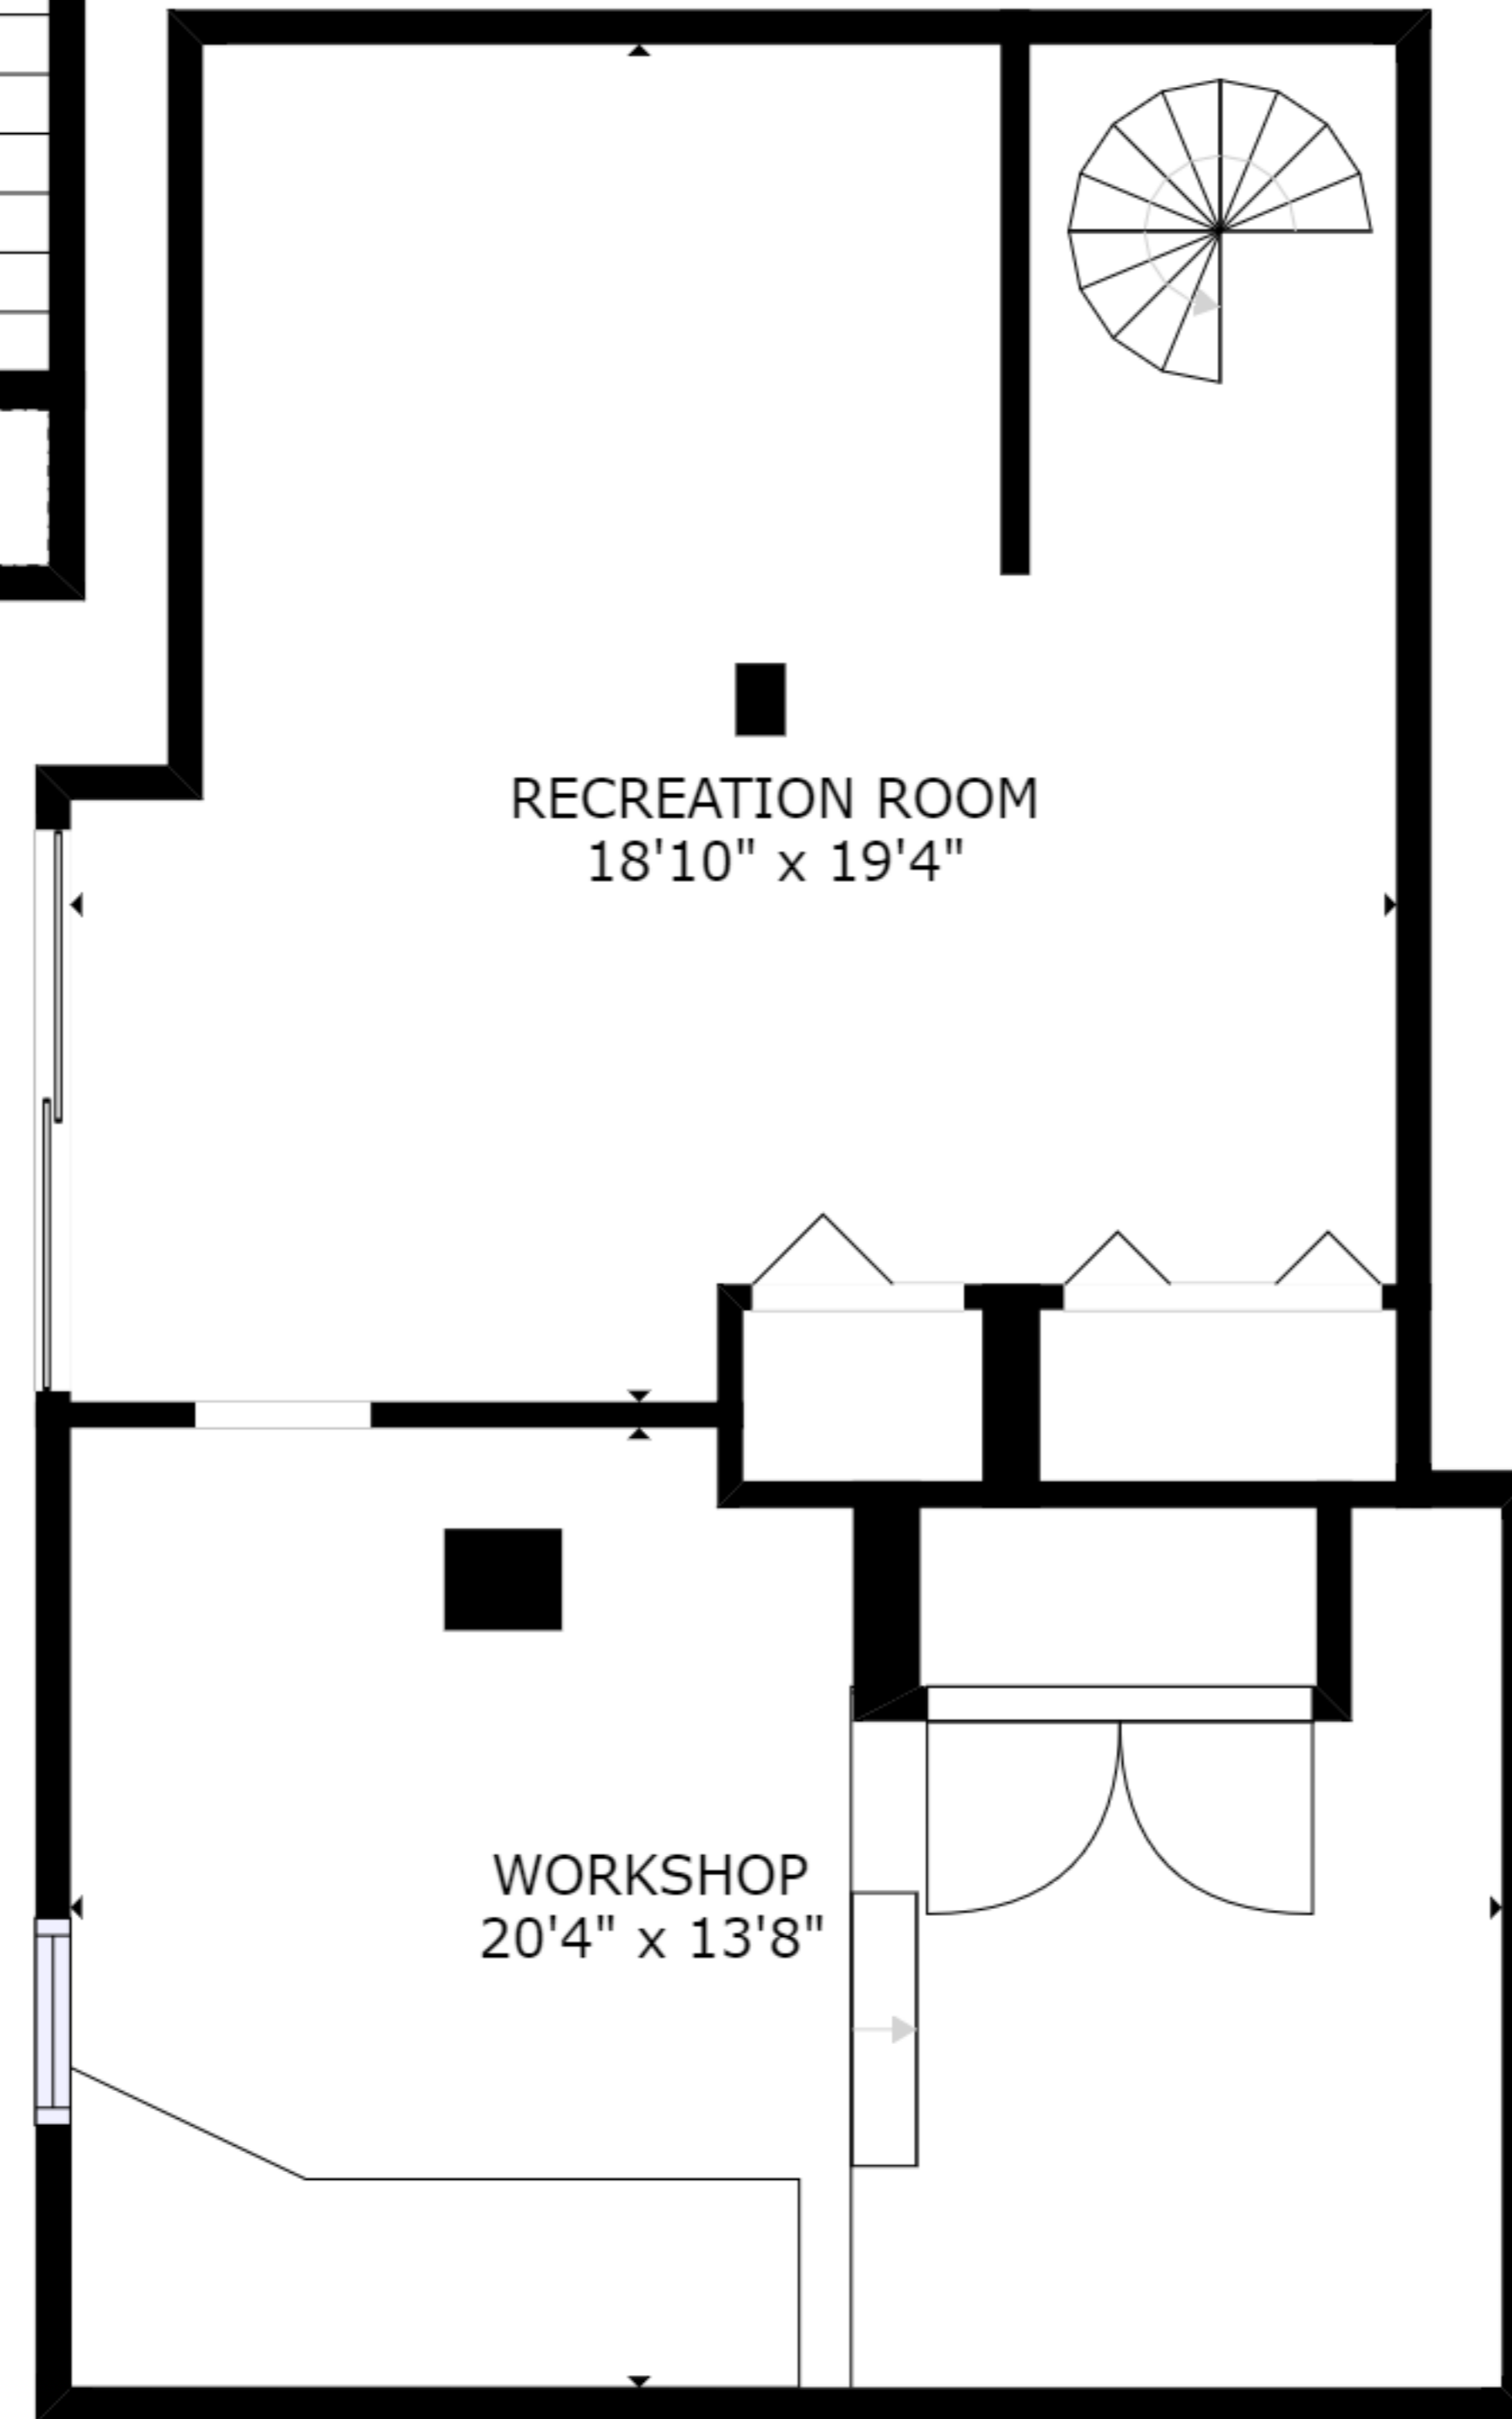 RECREATION ROOM
18'10" x 19'4"
WORKSHOP
20'4" x 13'8"